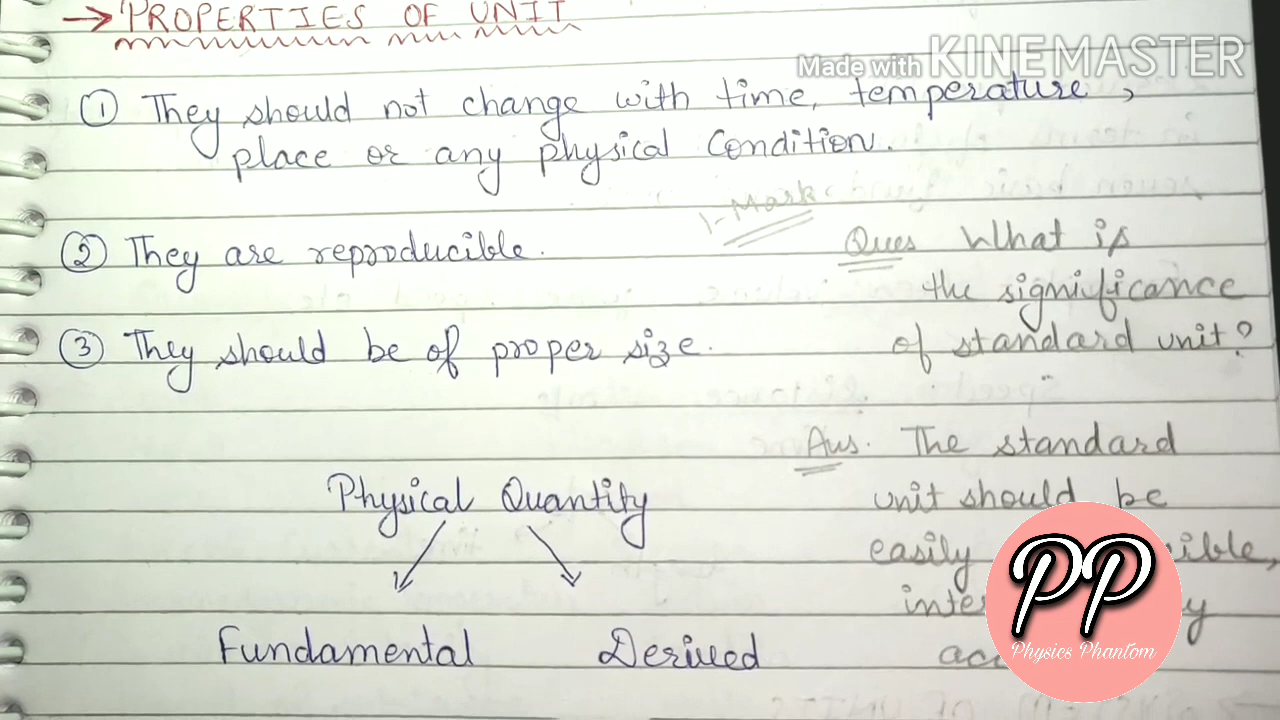 → PROPERTIES OF UNIT
Made with KINEMASTER
① They should not change with time, temperature,
place or any physical Condition.
1-Mark
② They are reproducible.
③ They should be of proper size.
Ques What is
the significance
of standard unit?
Ans. The standard
unit should be
easily
Physical Quantity
Fundamental Derived
PP
Physics Phantom